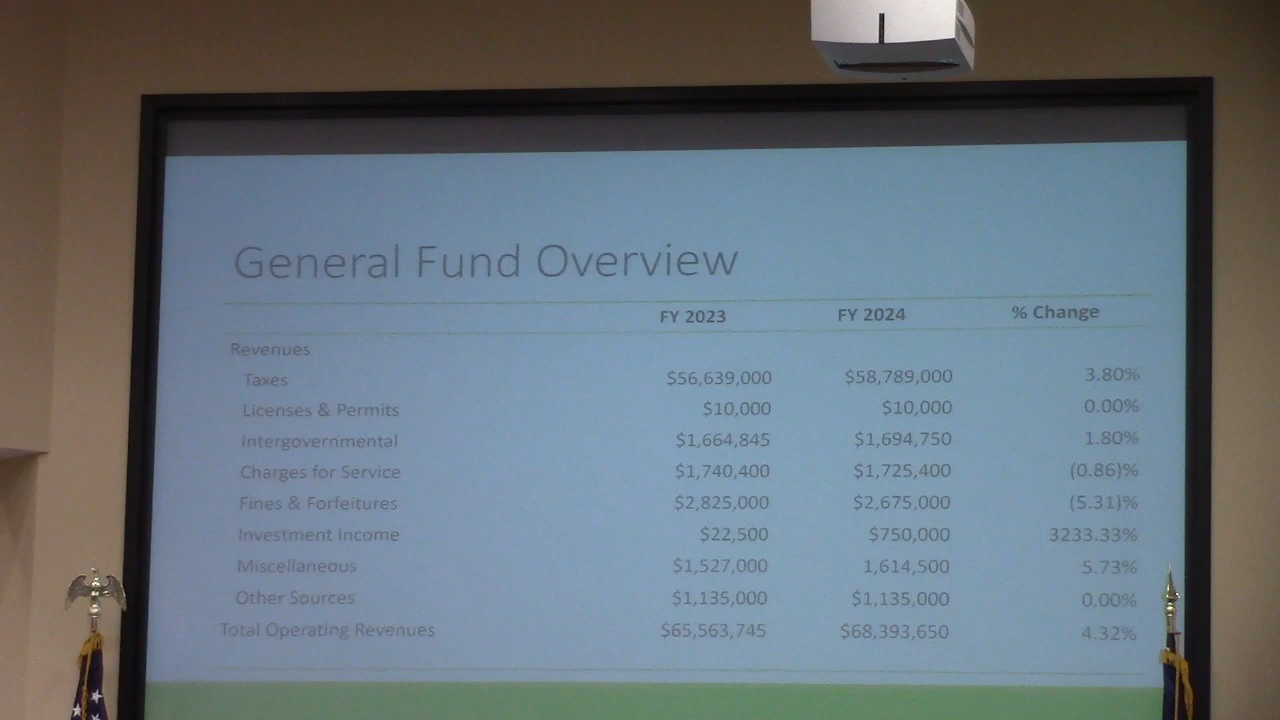 General Fund Overview
FY 2023 FY 2024 % Change
Revenues
Taxes $56,639,000 $58,789,000 3.80%
Licenses & Permits $10,000 $10,000 0.00%
Intergovernmental $1,664,845 $1,694,750 1.80%
Charges for Service $1,740,400 $1,725,400 (0.86)%
Fines & Forfeitures $2,825,000 $2,675,000 (5.31)%
Investment Income $22,500 $750,000 3233.33%
Miscellaneous $1,527,000 1,614,500 5.73%
Other Sources $1,135,000 $1,135,000 0.00%
Total Operating Revenues $65,563,745 $68,393,650 4.32%